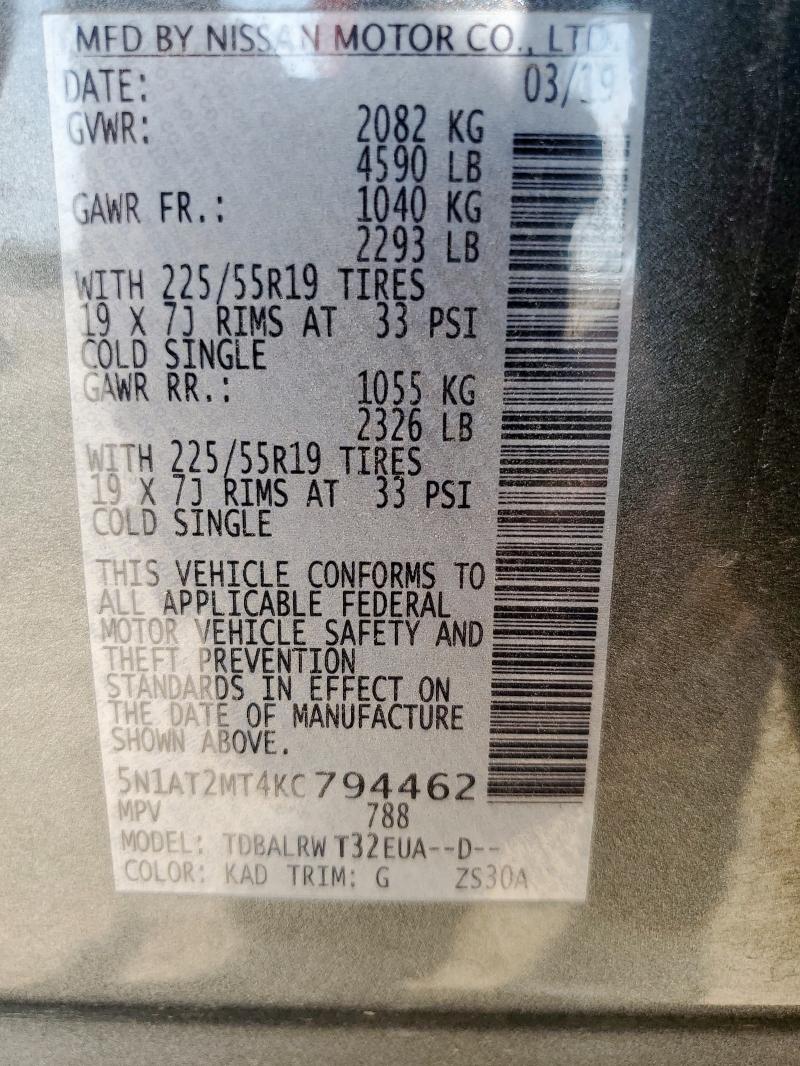 MFD BY NISSAN MOTOR CO., LTD.
DATE: 03/19
GVWR: 2082 KG
4590 LB
GAWR FR.: 1040 KG
2293 LB
WITH 225/55R19 TIRES
19 X 7J RIMS AT 33 PSI
COLD SINGLE
GAWR RR.: 1055 KG
2326 LB
WITH 225/55R19 TIRES
19 X 7J RIMS AT 33 PSI
COLD SINGLE
THIS VEHICLE CONFORMS TO
ALL APPLICABLE FEDERAL
MOTOR VEHICLE SAFETY AND
THEFT PREVENTION
STANDARDS IN EFFECT ON
THE DATE OF MANUFACTURE
SHOWN ABOVE.
5N1AT2MT4KC794462
MPV 788
MODEL: TDBALRW T32EUA--D--
COLOR: KAD TRIM: G ZS30A